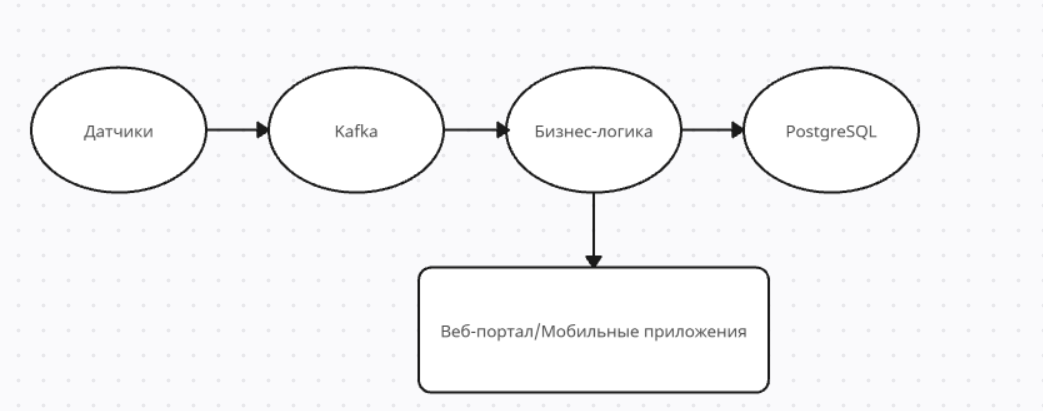 Датчики
Kafka
Бизнес-логика
PostgreSQL
Веб-портал/Мобильные приложения